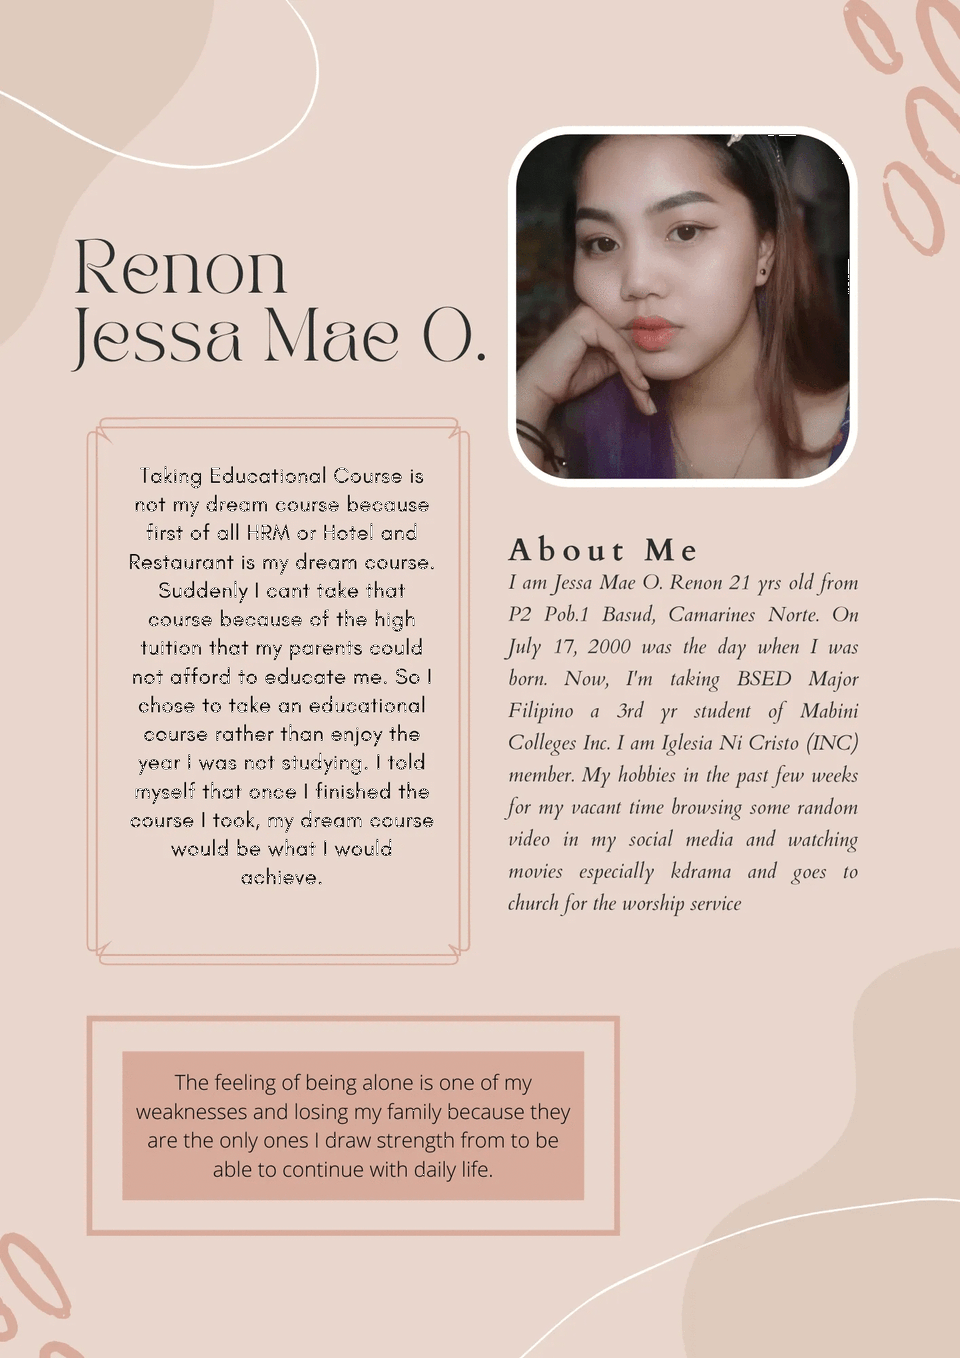 Renon
Jessa Mae O.
Taking Educational Course is
not my dream course because
first of all HRM or Hotel and
Restaurant is my dream course.
Suddenly I cant take that
course because of the high
tuition that my parents could
not afford to educate me. So I
chose to take an educational
course rather than enjoy the
year I was not studying. I told
myself that once I finished the
course I took, my dream course
would be what I would
achieve.
About Me
I am Jessa Mae O. Renon 21 yrs old from
P2 Pob.1 Basud, Camarines Norte. On
July 17, 2000 was the day when I was
born. Now, I'm taking BSED Major
Filipino a 3rd yr student of Mabini
Colleges Inc. I am Iglesia Ni Cristo (INC)
member. My hobbies in the past few weeks
for my vacant time browsing some random
video in my social media and watching
movies especially kdrama and goes to
church for the worship service
The feeling of being alone is one of my
weaknesses and losing my family because they
are the only ones I draw strength from to be
able to continue with daily life.